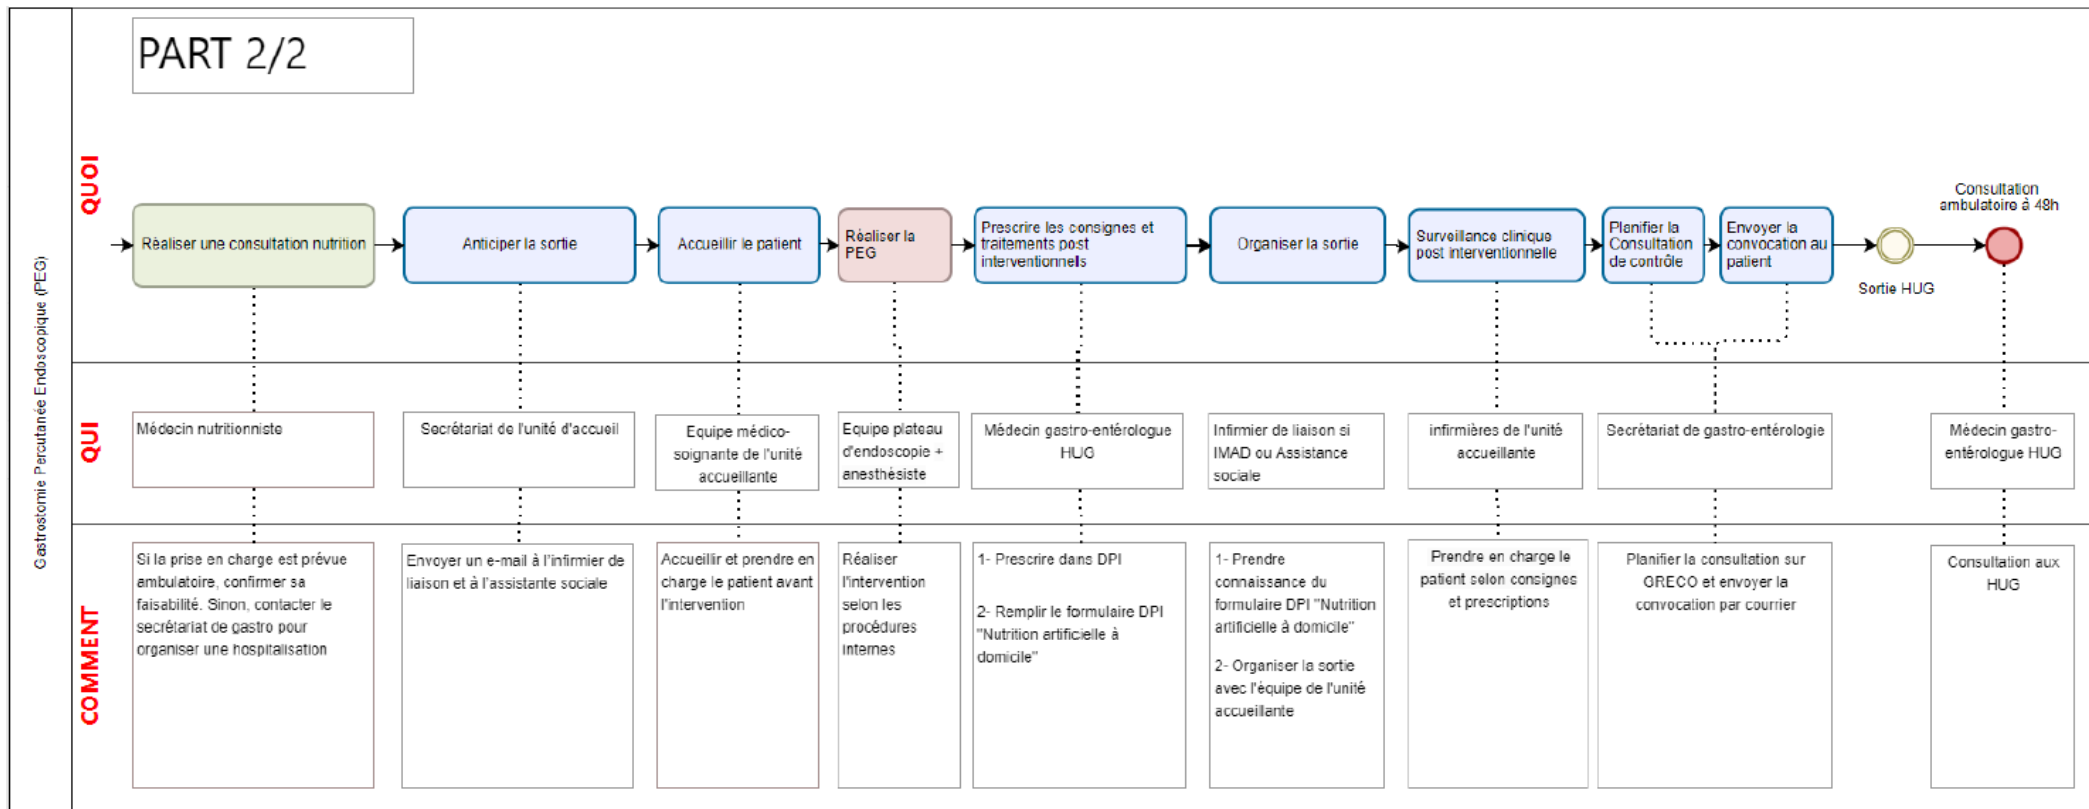 PART 2/2
Gastrostomie Percutanée Endoscopique (PEG)
QUOI
Réaliser une consultation nutrition
Anticiper la sortie
Accueillir le patient
Réaliser la
PEG
Prescrire les consignes et
traitements post
interventionnels
Organiser la sortie
Surveillance clinique
post interventionnelle
Planifier la
Consultation
de contrôle
Envoyer la
convocation au
patient
Sortie HUG
Consultation
ambulatoire à 48h
QUI
Médecin nutritionniste
Secrétariat de l'unité d'accueil
Equipe médico-
soignante de l'unité
accueillante
Equipe plateau
d'endoscopie +
anesthésiste
Médecin gastro-entérologue
HUG
Infirmier de liaison si
IMAD ou Assistance
sociale
infirmières de l'unité
accueillante
Secrétariat de gastro-entérologie
Médecin gastro-
entérologue HUG
COMMENT
Si la prise en charge est prévue
ambulatoire, confirmer sa
faisabilité. Sinon, contacter le
secrétariat de gastro pour
organiser une hospitalisation
Envoyer un e-mail à l'infirmier de
liaison et à l'assistante sociale
Accueillir et prendre en
charge le patient avant
l'intervention
Réaliser
l'intervention
selon les
procédures
internes
1- Prescrire dans DPI
2- Remplir le formulaire DPI
"Nutrition artificielle à
domicile"
1- Prendre
connaissance du
formulaire DPI "Nutrition
artificielle à domicile"
2- Organiser la sortie
avec l'équipe de l'unité
accueillante
Prendre en charge le
patient selon consignes
et prescriptions
Planifier la consultation sur
GRECO et envoyer la
convocation par courrier
Consultation aux
HUG